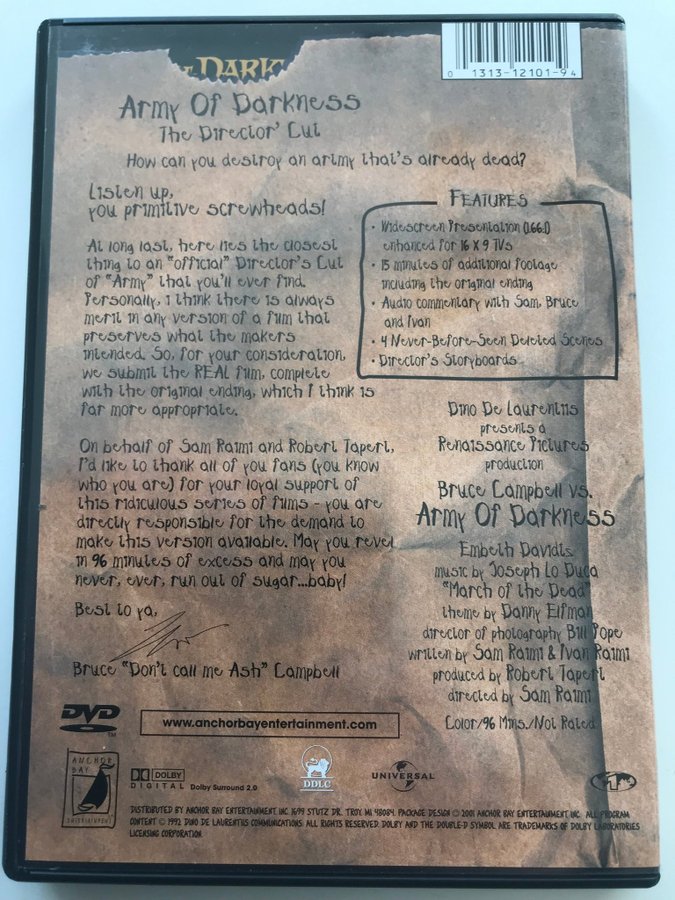 DARK
0 1313-12101-9 4
Army Of Darkness
The Director' Cut
How can you destroy an artmy that's already dead?
Listen up,
you primitive screwheads!
At long last, here lies the closest
thing to an "official" Director's Cut
of "Army" that you'll ever find.
Personally, I think there is always
merit in any version of a film that
preserves what the makers
intended. So, for your consideration,
we submit the REAL film, complete
with the original ending, which I think is
far more appropriate.
On behalf of Sam Raimi and Robert Tapert,
I'd like to thank all of you fans (you know
who you are) for your loyal support of
this ridiculous series of films - you are
directly responsible for the demand to
make this version available. May you revel
in 96 minutes of excess and may you
never, ever, run out of sugar...baby!
Best to ya,
Bruce "Don't call me Ash" Campbell
Features
• Widescreen Presentation (1.66:1)
enhanced for 16 X 9 TVs
• 15 minutes of additional footage
including the original ending
• Audio commentary with Sam, Bruce
and Ivan
• 4 Never-Before-Seen Deleted Scenes
• Director's Storyboards
Dino De Laurentiis
presents a
Renaissance Pictures
production
Bruce Campbell vs.
Army Of Darkness
Embeth Davidts
music by Joseph Lo Duca
"March of the Dead"
theme by Danny Elfman
director of photography Bill Pope
written by Sam Raimi & Ivan Raimi
produced by Robert Tapert
directed by Sam Raimi
Color/96 Mins./Not Rated
DVD
TM
www.anchorbayentertainment.com
ANCHOR
BAY
ENTERTAINMENT
DOLBY
DIGITAL Dolby Surround 2.0
DDLC
UNIVERSAL
DISTRIBUTED BY ANCHOR BAY ENTERTAINMENT, INC. 1699 STUTZ DR. TROY, MI 48084. PACKAGE DESIGN © 2001 ANCHOR BAY ENTERTAINMENT, INC. ALL PROGRAM
CONTENT © 1992 DINO DE LAURENTIIS COMMUNICATIONS. ALL RIGHTS RESERVED. DOLBY AND THE DOUBLE-D SYMBOL ARE TRADEMARKS OF DOLBY LABORATORIES
LICENSING CORPORATION.